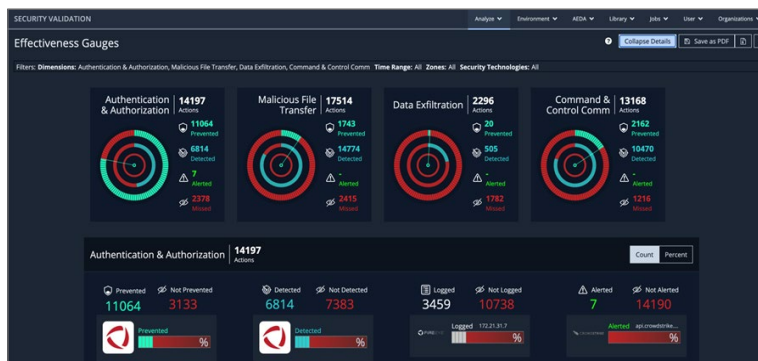 SECURITY VALIDATION
Analyze Environment AEDA Library Jobs User Organizations
Effectiveness Gauges
Collapse Details Save as PDF
Filters: Dimensions: Authentication & Authorization, Malicious File Transfer, Data Exfiltration, Command & Control Comm Time Range: All Zones: All Security Technologies: All
Authentication & Authorization
14197 Actions
11064 Prevented
6814 Detected
7 Alerted
2378 Missed
Malicious File Transfer
17514 Actions
1743 Prevented
14774 Detected
- Alerted
2415 Missed
Data Exfiltration
2296 Actions
20 Prevented
505 Detected
- Alerted
1782 Missed
Command & Control Comm
13168 Actions
2162 Prevented
10470 Detected
- Alerted
1216 Missed
Authentication & Authorization 14197 Actions
Count Percent
Prevented Not Prevented
11064 3133
Detected Not Detected
6814 7383
Logged Not Logged
3459 10738
Alerted Not Alerted
7 14190
Prevented
%
Detected
%
Logged 172.21.31.7
%
Alerted api.crowdstrike...
%